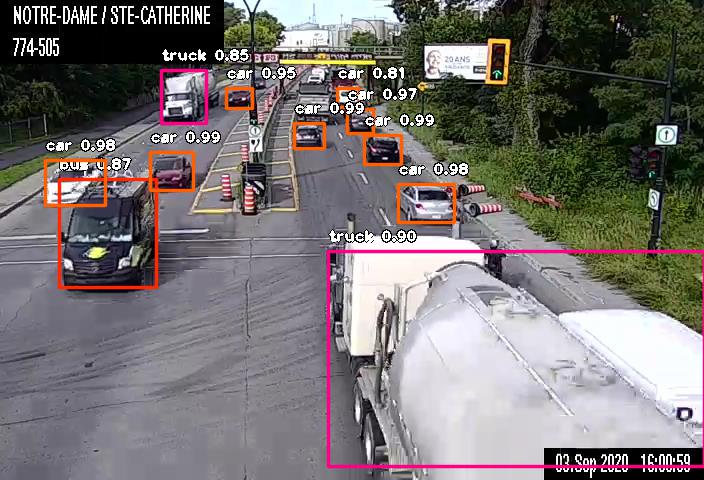 NOTRE-DAME / STE-CATHERINE
774-505
truck 0.85
car 0.95
car 0.81
car 0.97
car 0.99
car 0.99
car 0.99
car 0.98
bus 0.87
car 0.98
truck 0.90
20 ANS
D
03 Sep 2020 16:00:59